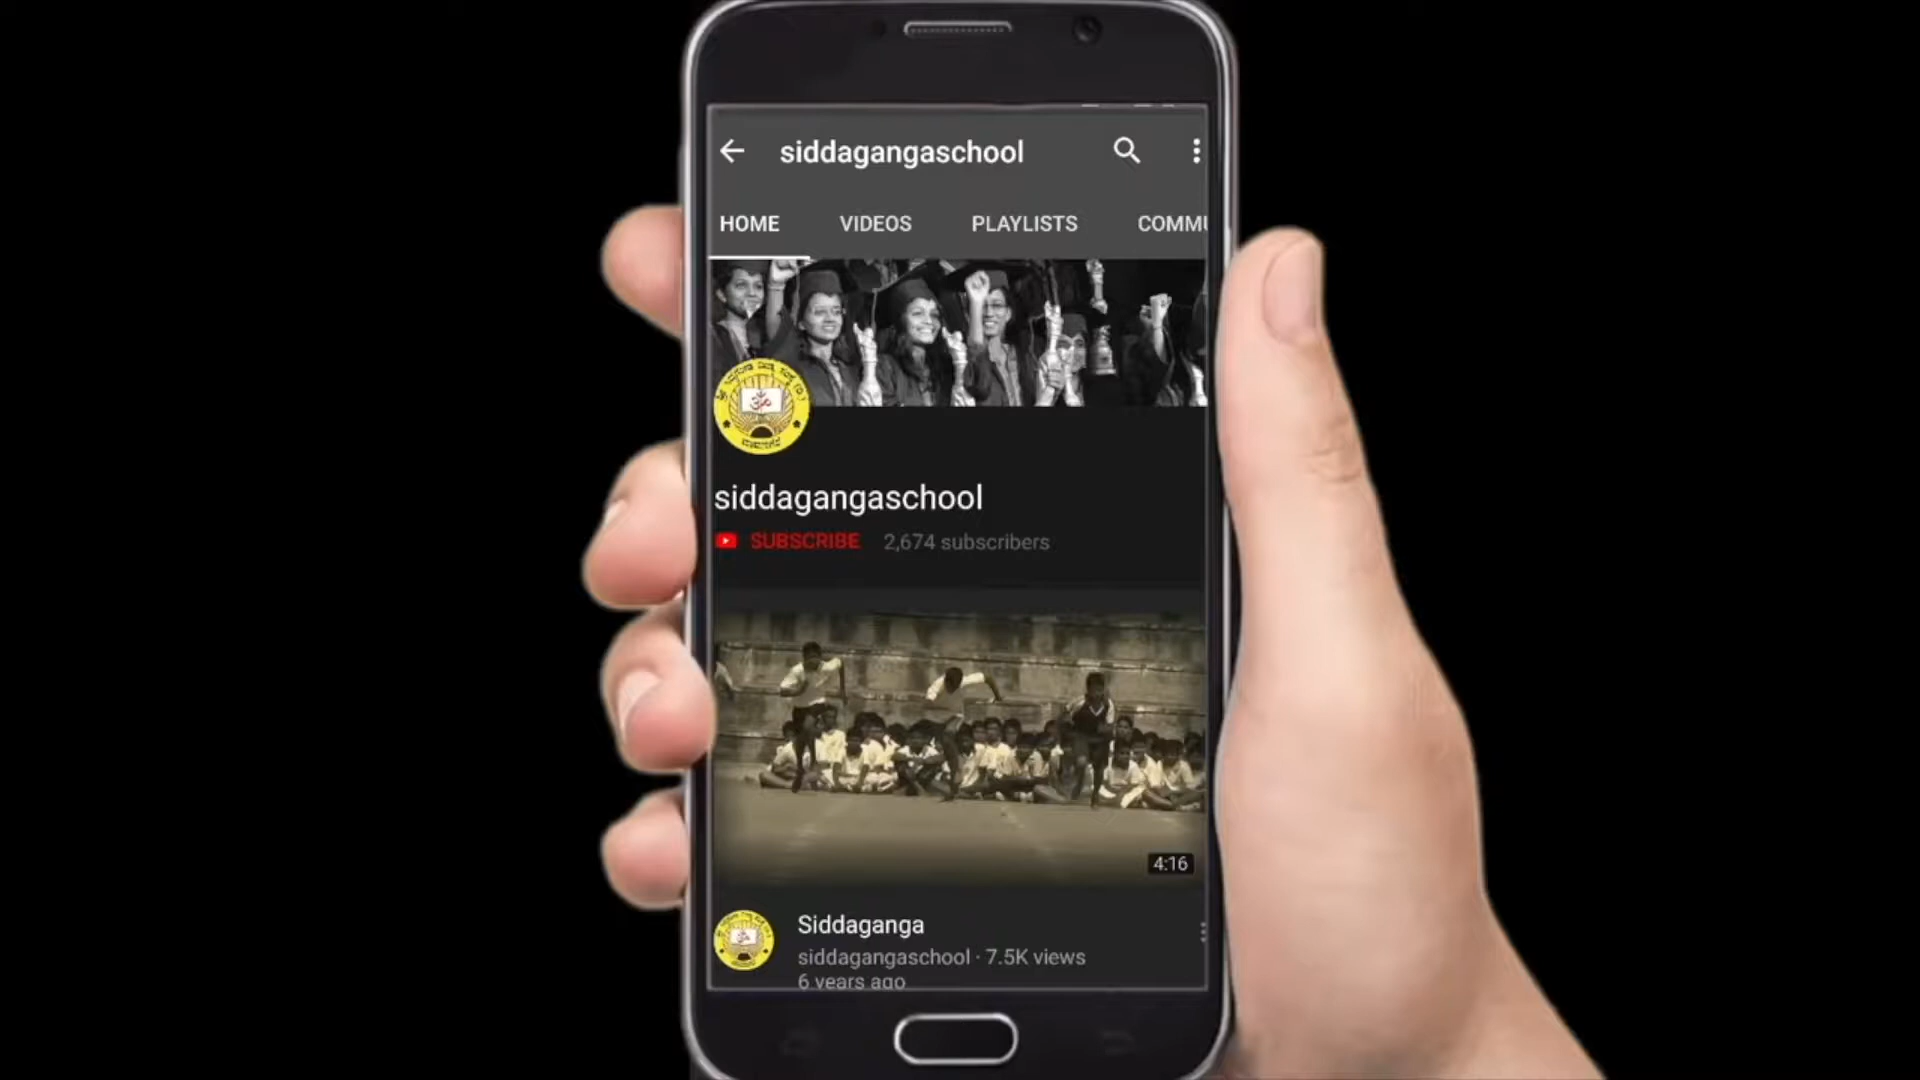 siddagangaschool
HOME VIDEOS PLAYLISTS COMMU
siddagangaschool
SUBSCRIBE 2,674 subscribers
4:16
Siddaganga
siddagangaschool · 7.5K views
6 years ago